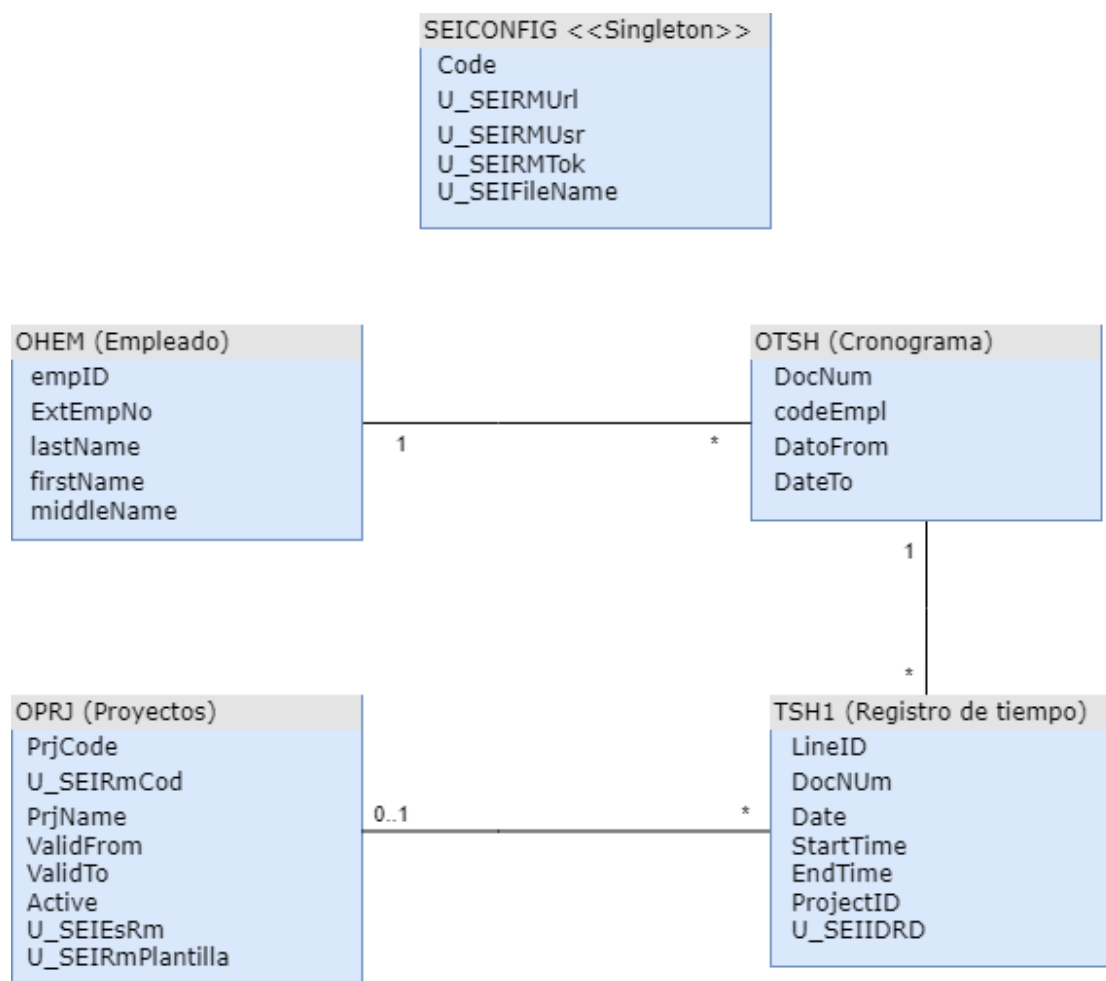 SEICONFIG <<Singleton>>
Code
U_SEIRMUrl
U_SEIRMUsr
U_SEIRMTok
U_SEIFileName
OHEM (Empleado)
empID
ExtEmpNo
lastName
firstName
middleName
1
*
OTSH (Cronograma)
DocNum
codeEmpl
DatoFrom
DateTo
1
*
OPRJ (Proyectos)
PrjCode
U_SEIRmCod
PrjName
ValidFrom
ValidTo
Active
U_SEIEsRm
U_SEIRmPlantilla
0..1
*
TSH1 (Registro de tiempo)
LineID
DocNUm
Date
StartTime
EndTime
ProjectID
U_SEIIDRD